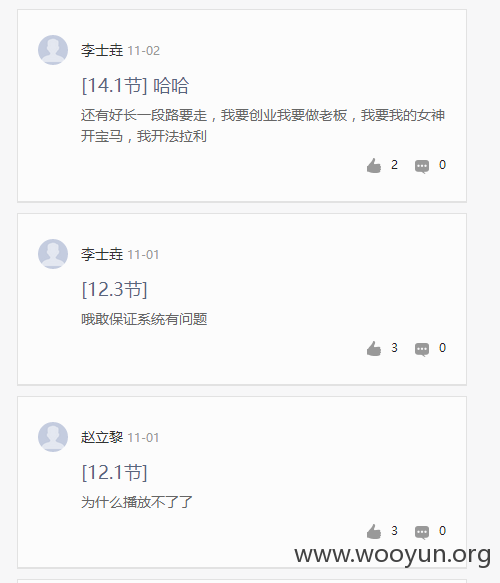 李士垚 11-02
[14.1节] 哈哈
还有好长一段路要走，我要创业我要做老板，我要我的女神
开宝马，我开法拉利
2 0
李士垚 11-01
[12.3节]
哦敢保证系统有问题
3 0
赵立黎 11-01
[12.1节]
为什么播放不了了
3 0
www.wooyun.org